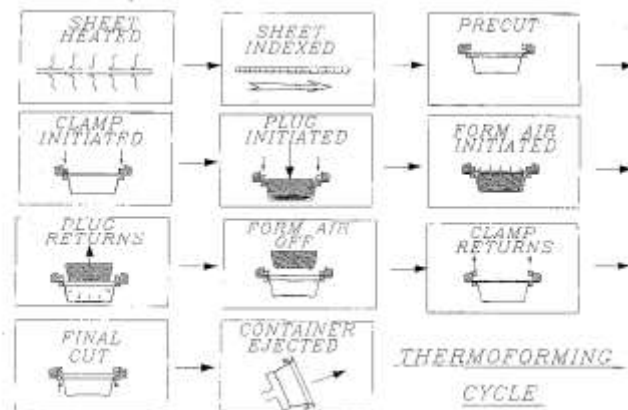 SHEET
HEATED
SHEET
INDEXED
PRECUT
CLAMP
INITIATED
PLUG
INITIATED
FORM AIR
INITIATED
PLUG
RETURNS
FORM AIR
OFF
CLAMP
RETURNS
FINAL
CUT
CONTAINER
EJECTED
THERMOFORMING
CYCLE